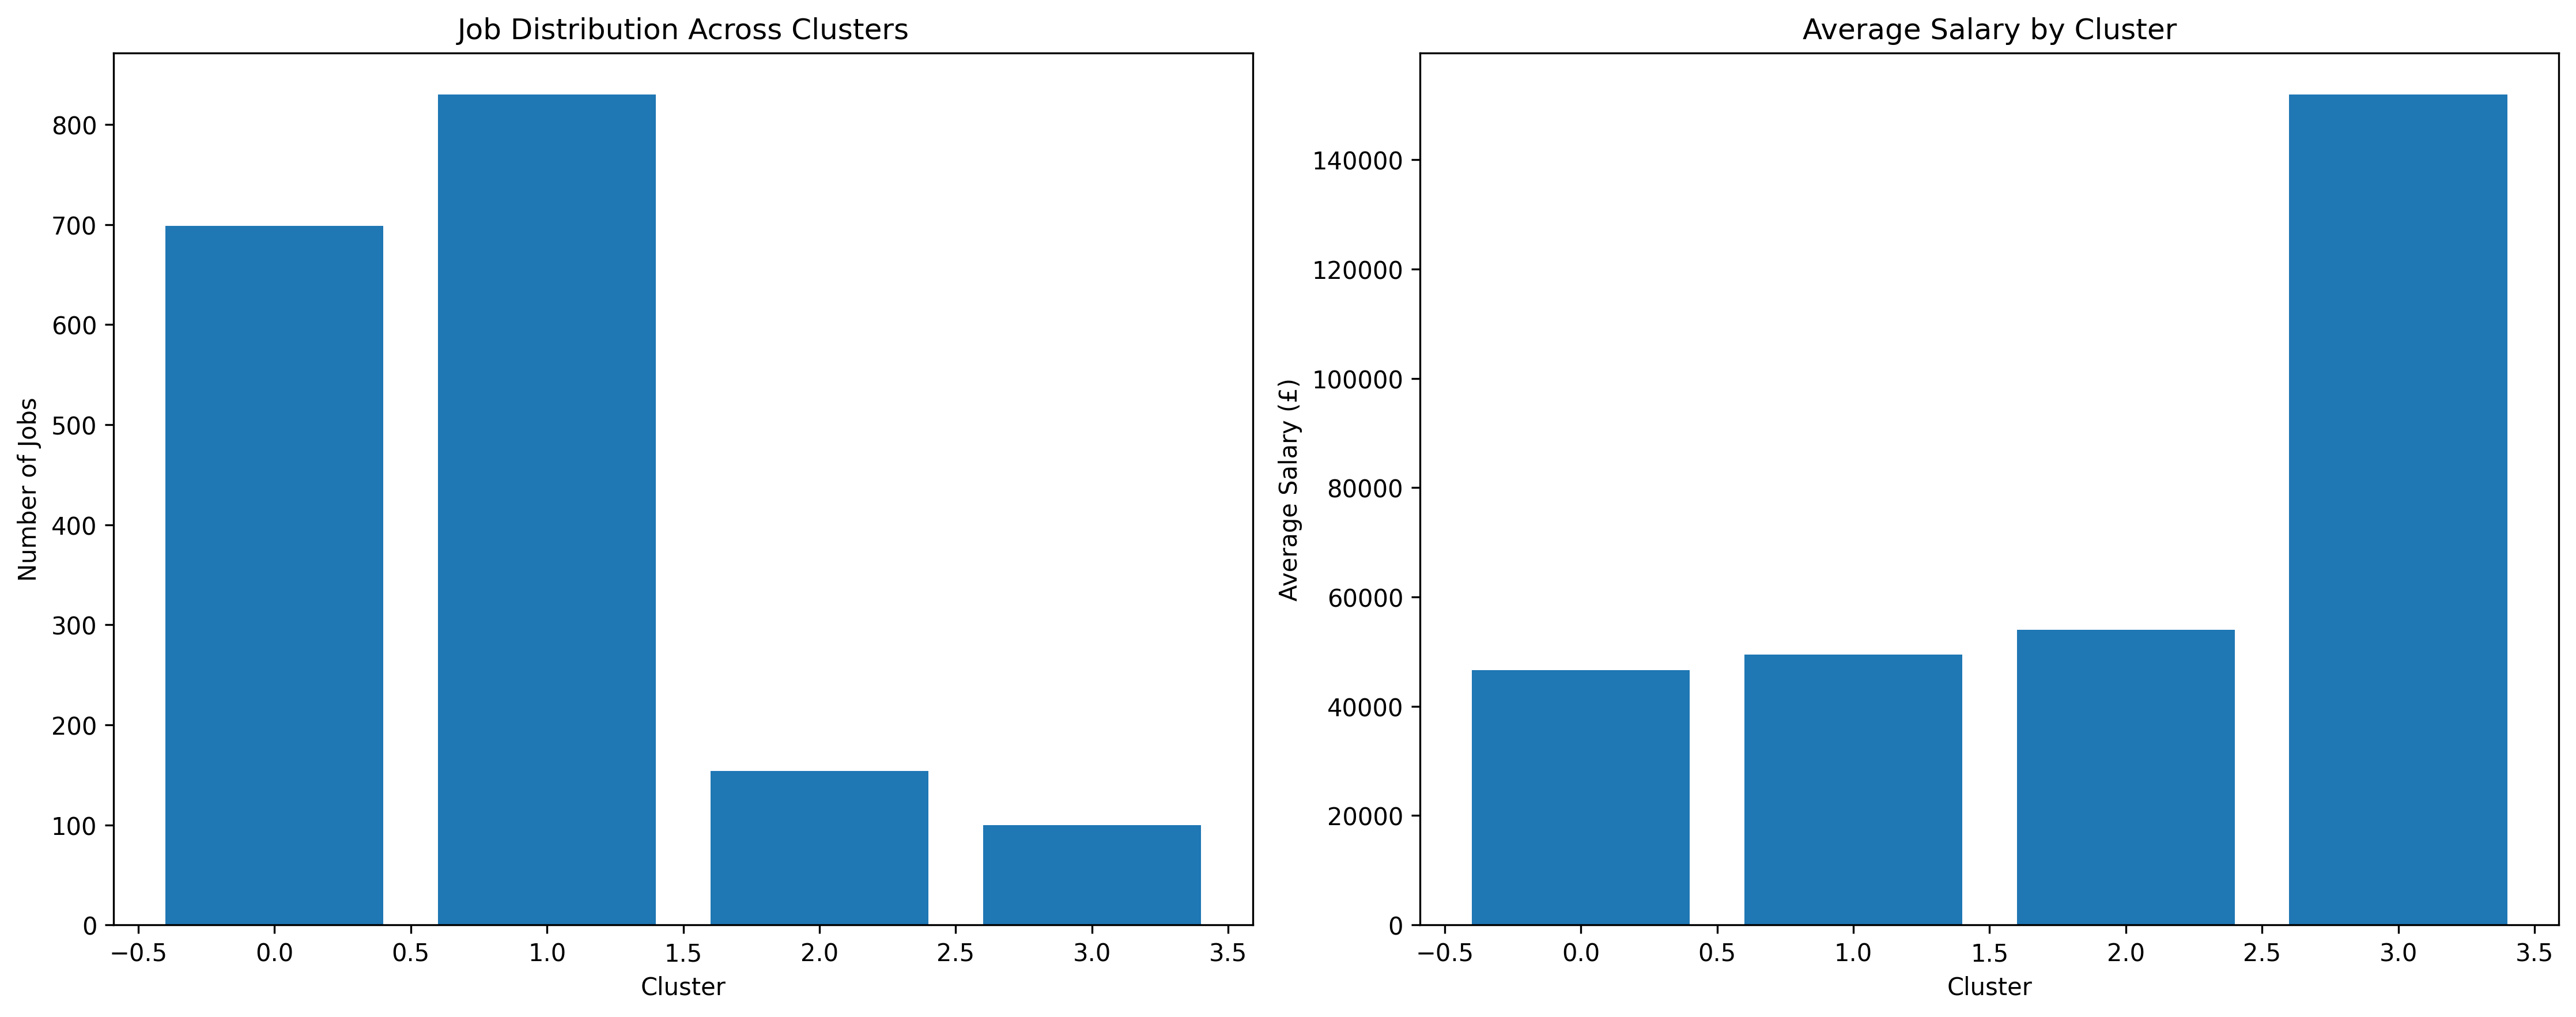 Job Distribution Across Clusters
Number of Jobs
800
700
600
500
400
300
200
100
0
−0.5 0.0 0.5 1.0 1.5 2.0 2.5 3.0 3.5
Cluster
Average Salary by Cluster
Average Salary (£)
140000
120000
100000
80000
60000
40000
20000
0
−0.5 0.0 0.5 1.0 1.5 2.0 2.5 3.0 3.5
Cluster